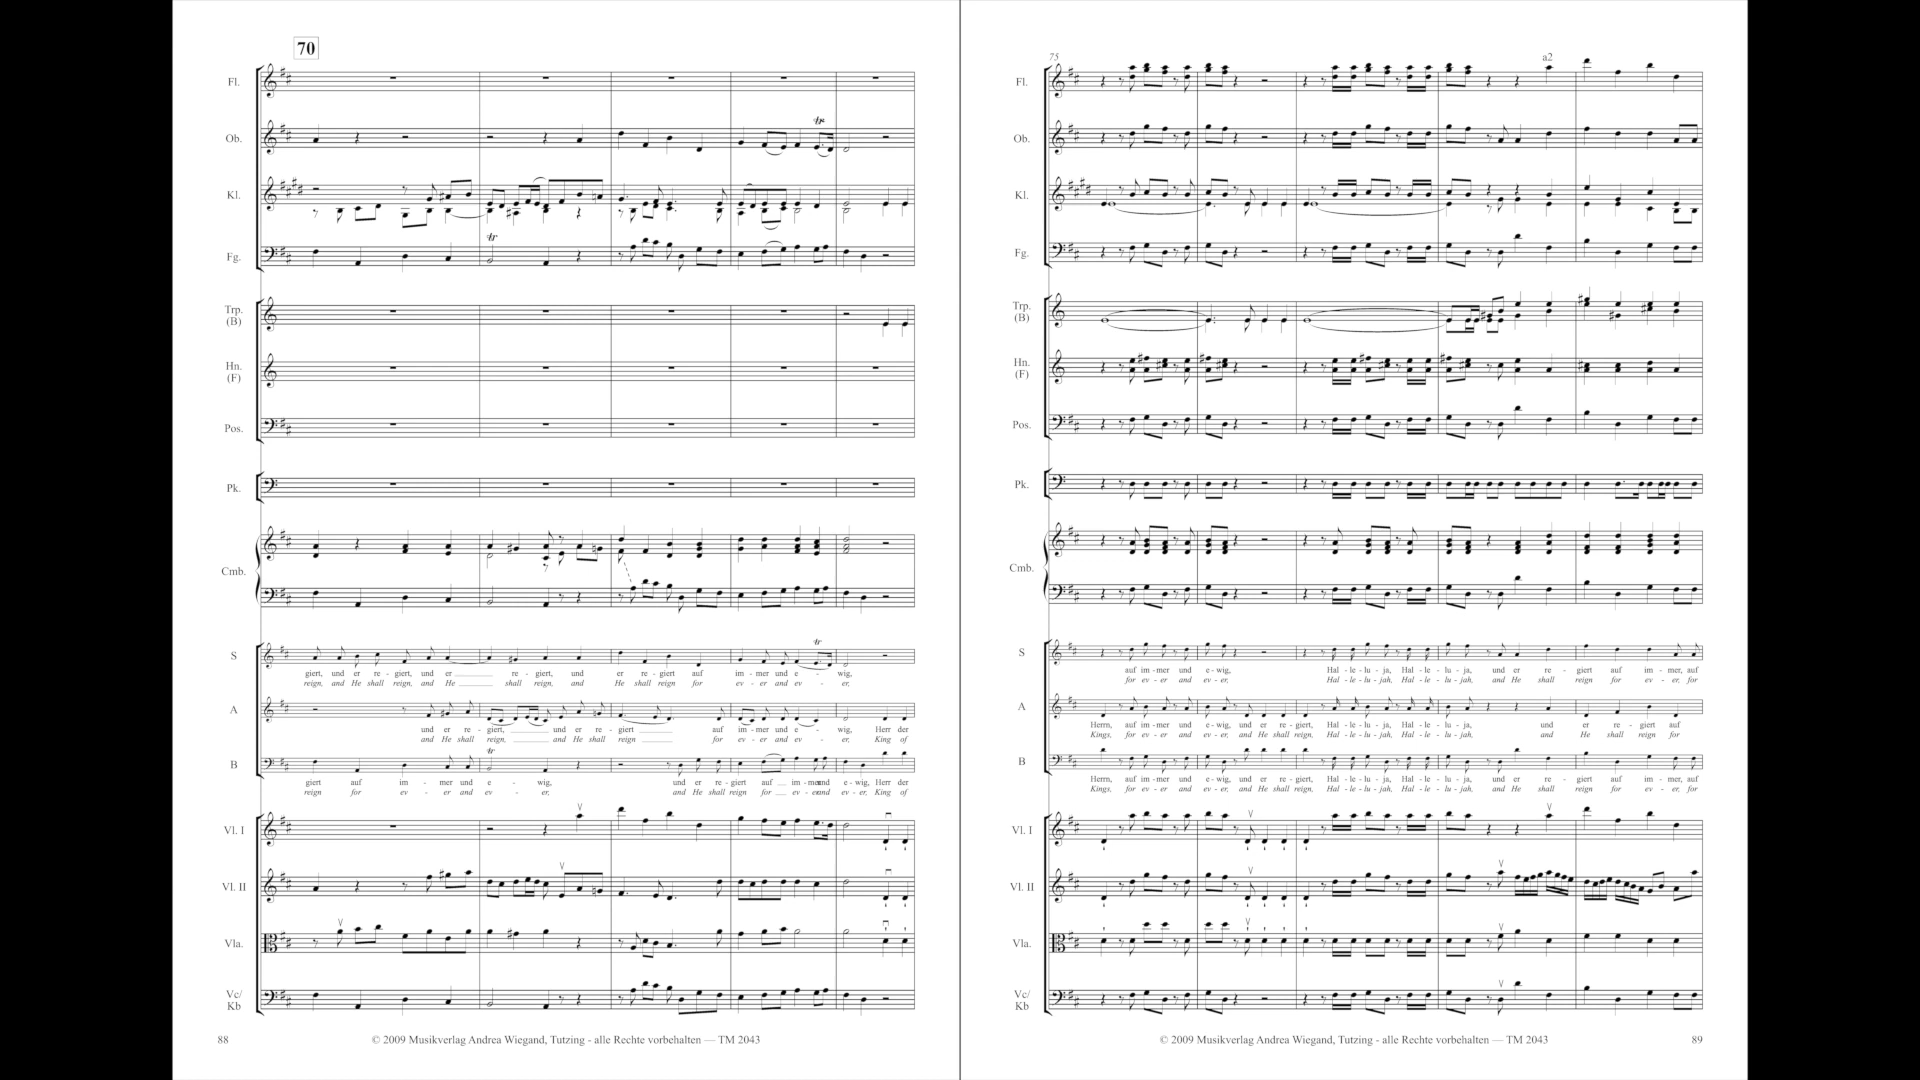 70
Fl.
Ob.
Kl.
Fg.
Trp.
(B)
Hn.
(F)
Pos.
Pk.
Cmb.
S
giert, und er re - giert, und er re - giert, und er re - giert auf im - mer und e - wig,
reign, and He shall reign, and He shall reign, and He shall reign for ev - er and ev - er,
A
und er re - giert, und er re - giert auf im - mer und e - wig, Herr der
and He shall reign, and He shall reign for ev - er and ev - er, King of
B
giert auf im - mer und e - wig, und er re - giert auf im - mer und e - wig, Herr der
reign for ev - er and ev - er, and He shall reign for ev - er and ev - er, King of
Vl. I
Vl. II
Vla.
Vc/
Kb
88
© 2009 Musikverlag Andrea Wiegand, Tutzing - alle Rechte vorbehalten — TM 2043
75
a2
Fl.
Ob.
Kl.
Fg.
Trp.
(B)
Hn.
(F)
Pos.
Pk.
Cmb.
S
auf im - mer und e - wig, Hal - le - lu - ja, Hal - le - lu - ja, und er re - giert auf im - mer, auf
for ev - er and ev - er, Hal - le - lu - jah, Hal - le - lu - jah, and He shall reign for ev - er, for
A
Herrn, auf im - mer und e - wig, und er re - giert, Hal - le - lu - ja, Hal - le - lu - ja, und er re - giert auf
Kings, for ev - er and ev - er, and He shall reign, Hal - le - lu - jah, Hal - le - lu - jah, and He shall reign for
B
Herrn, auf im - mer und e - wig, und er re - giert, Hal - le - lu - ja, Hal - le - lu - ja, und er re - giert auf im - mer, auf
Kings, for ev - er and ev - er, and He shall reign, Hal - le - lu - jah, Hal - le - lu - jah, and He shall reign for ev - er, for
Vl. I
Vl. II
Vla.
Vc/
Kb
© 2009 Musikverlag Andrea Wiegand, Tutzing - alle Rechte vorbehalten — TM 2043
89